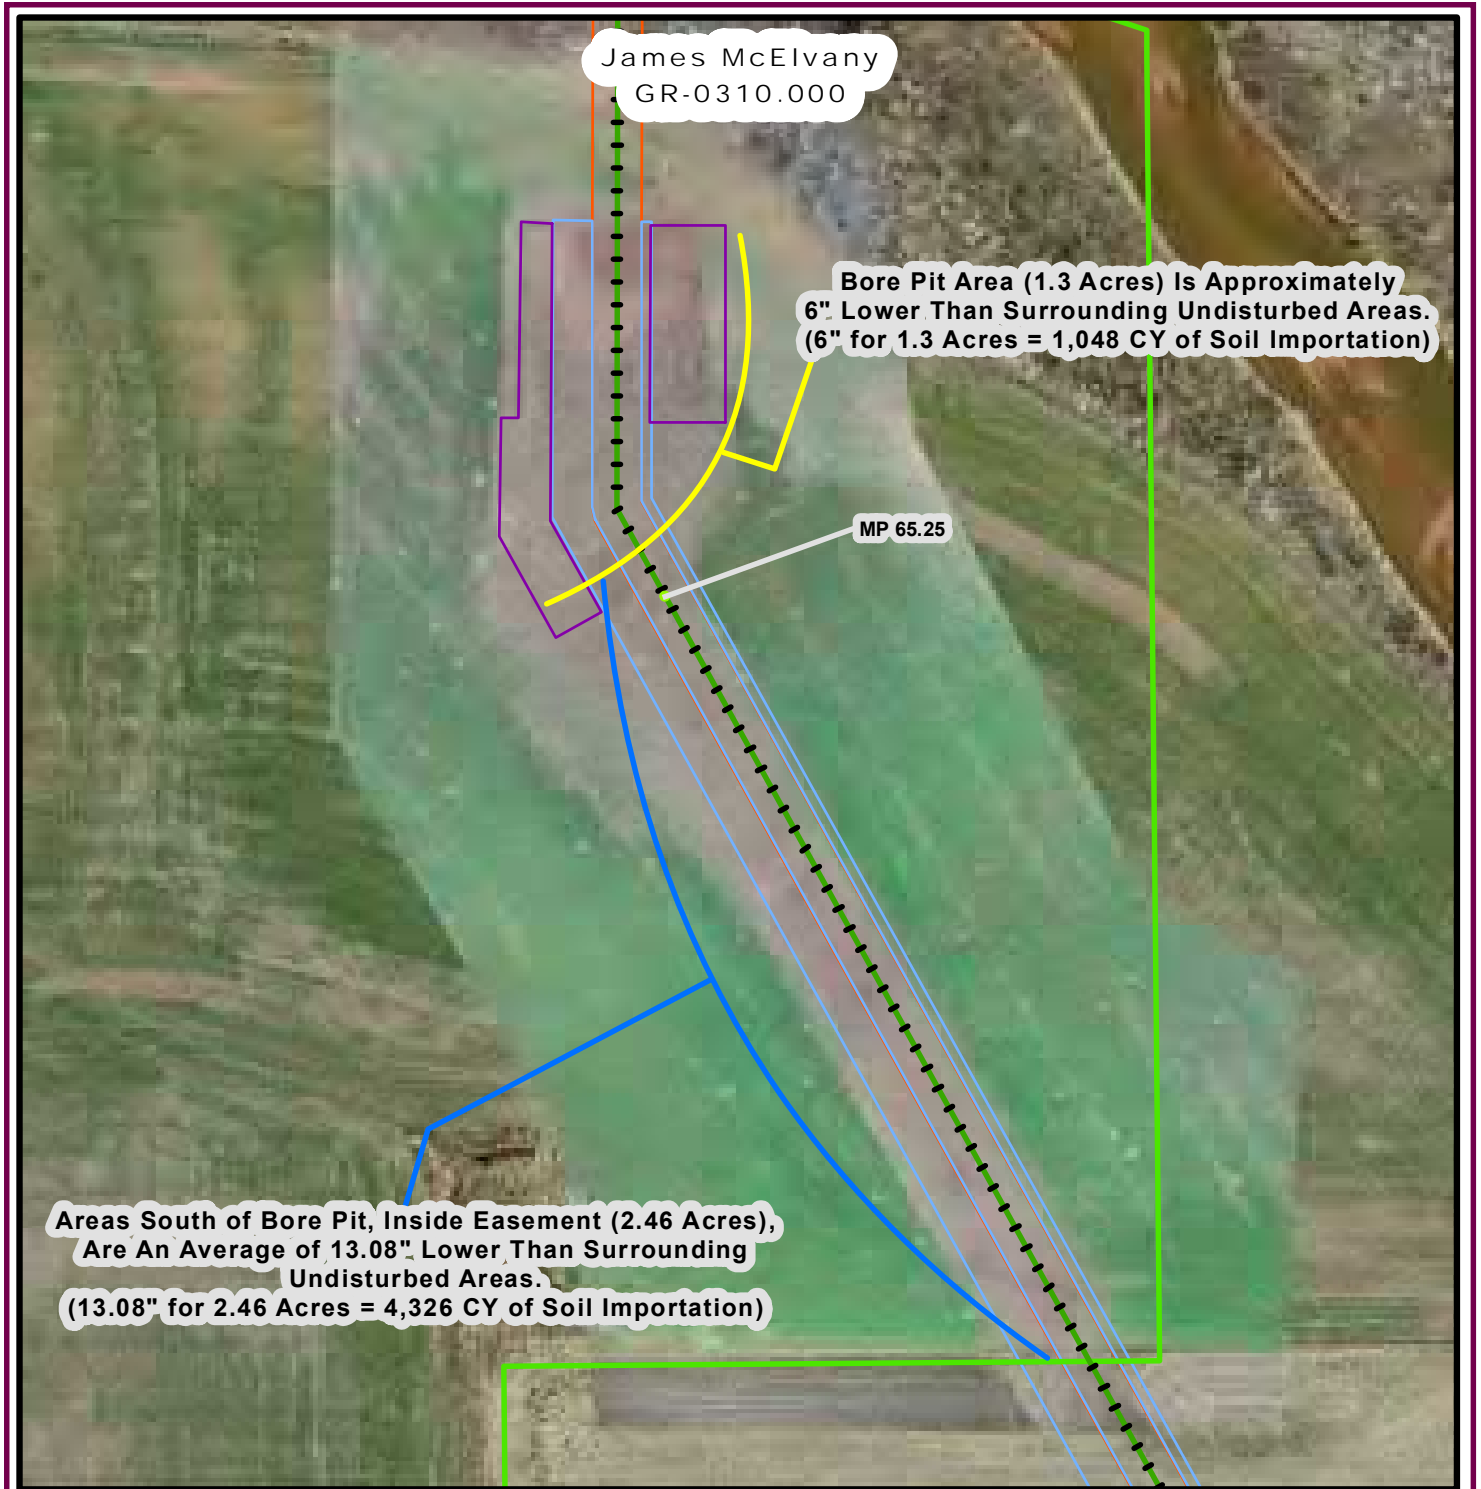 James McElvany
GR-0310.000
Bore Pit Area (1.3 Acres) Is Approximately
6" Lower Than Surrounding Undisturbed Areas.
(6" for 1.3 Acres = 1,048 CY of Soil Importation)
MP 65.25
Areas South of Bore Pit, Inside Easement (2.46 Acres),
Are An Average of 13.08" Lower Than Surrounding
Undisturbed Areas.
(13.08" for 2.46 Acres = 4,326 CY of Soil Importation)